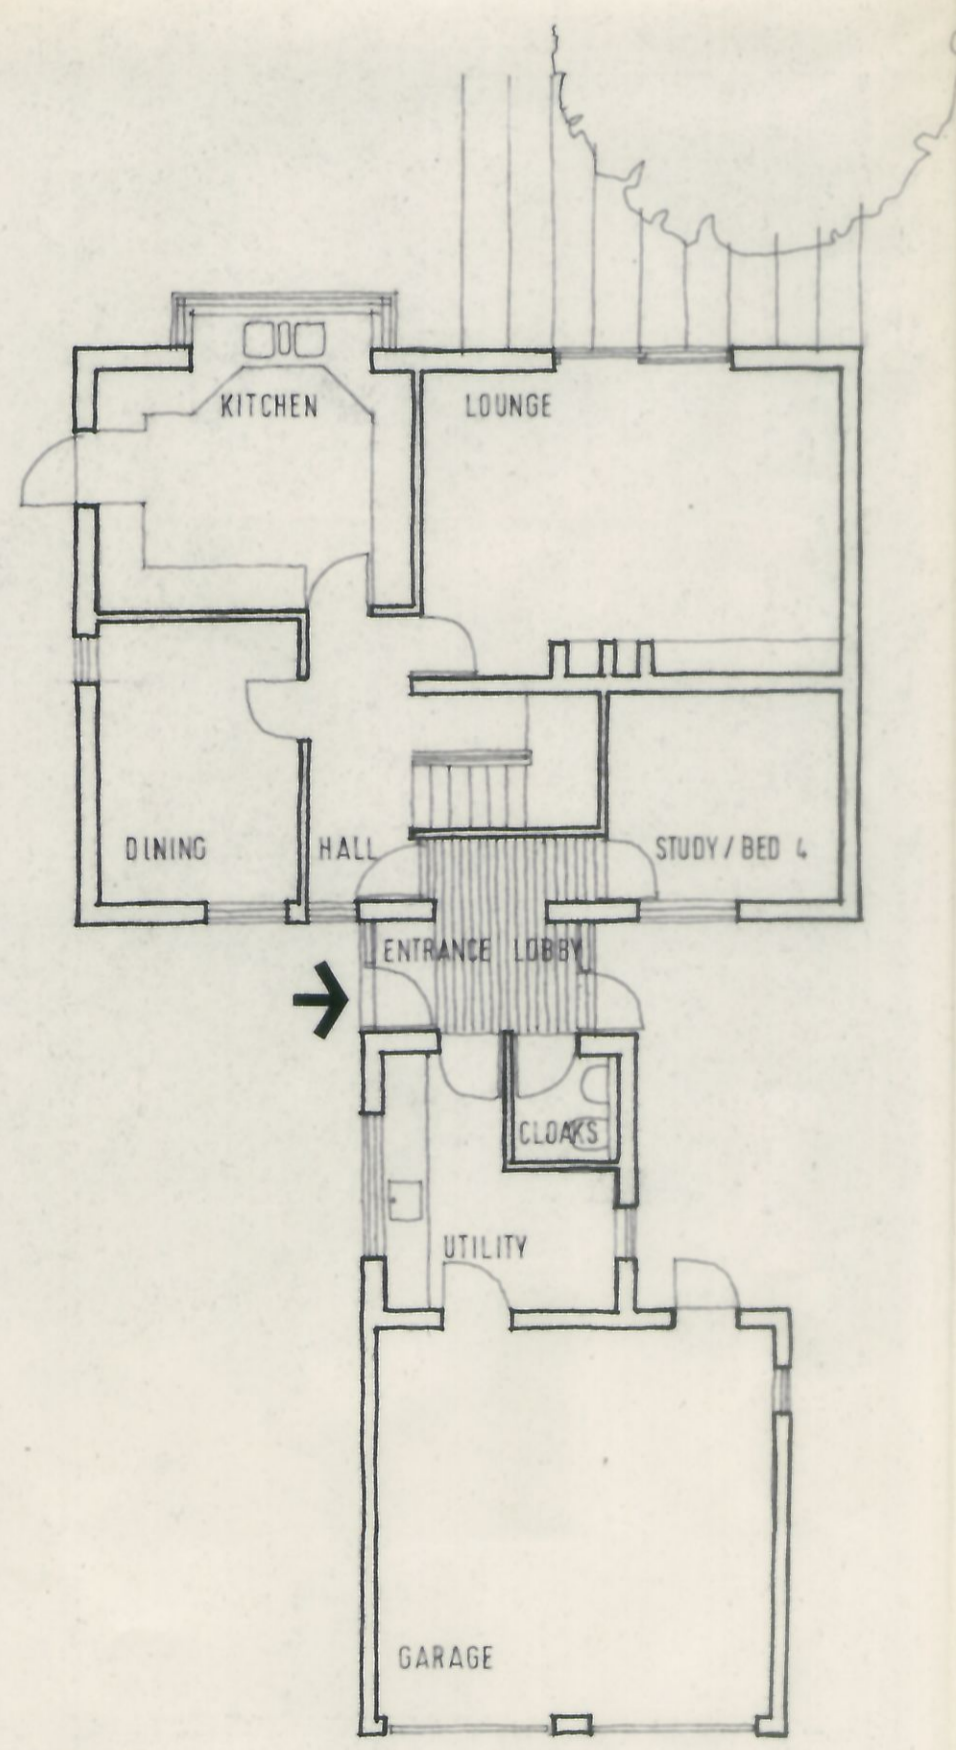 KITCHEN
LOUNGE
DINING
HALL
STUDY / BED 4
ENTRANCE LOBBY
CLOAKS
UTILITY
GARAGE